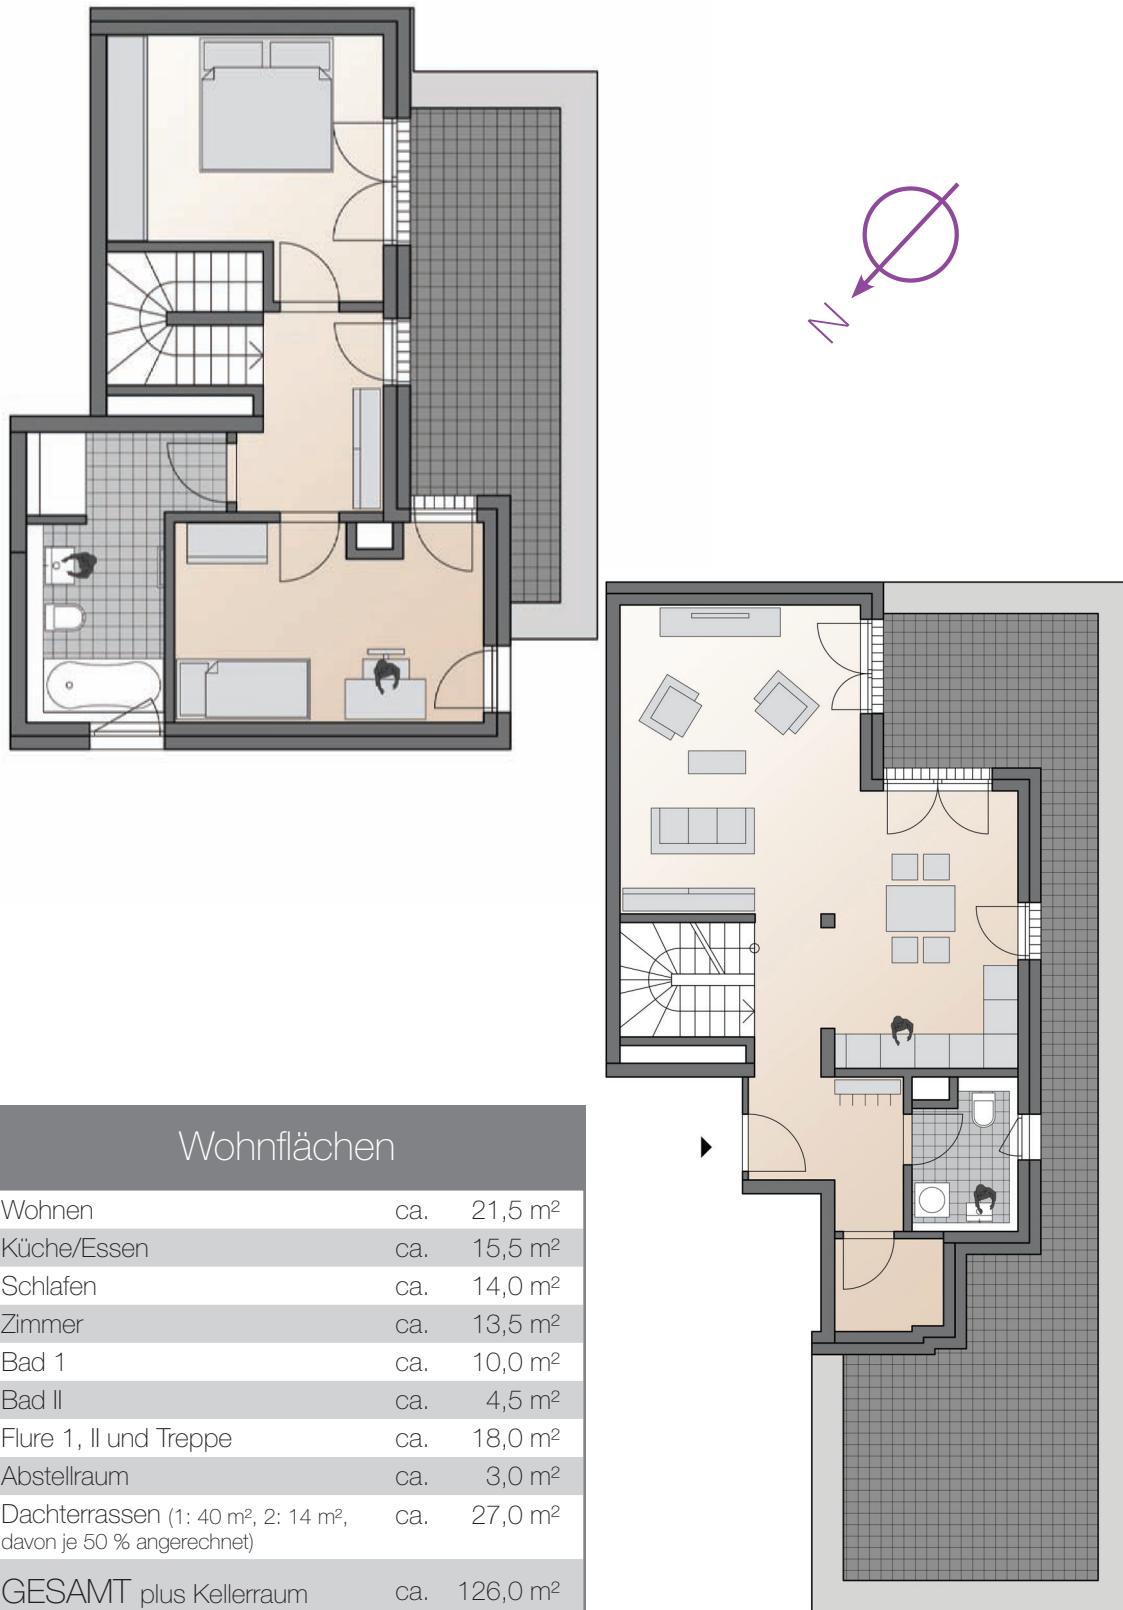 N
Wohnflächen
Wohnen ca. 21,5 m²
Küche/Essen ca. 15,5 m²
Schlafen ca. 14,0 m²
Zimmer ca. 13,5 m²
Bad 1 ca. 10,0 m²
Bad II ca. 4,5 m²
Flure 1, II und Treppe ca. 18,0 m²
Abstellraum ca. 3,0 m²
Dachterrassen (1: 40 m², 2: 14 m², ca. 27,0 m²
davon je 50 % angerechnet)
GESAMT plus Kellerraum ca. 126,0 m²